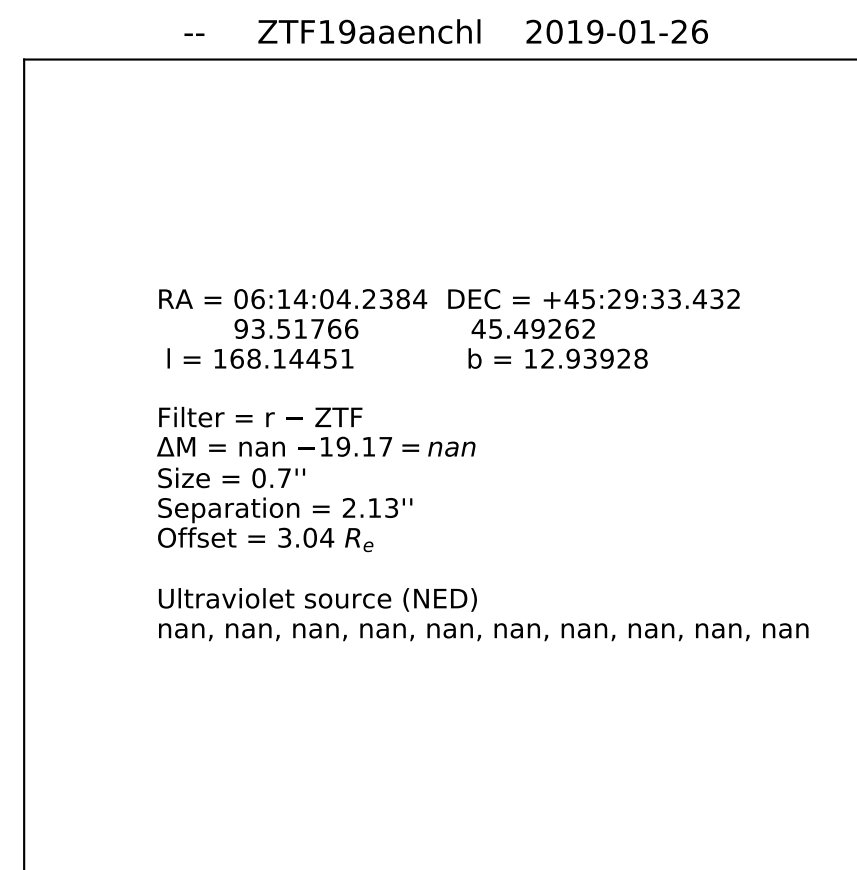 -- ZTF19aaenchl 2019-01-26
RA = 06:14:04.2384 DEC = +45:29:33.432
93.51766 45.49262
l = 168.14451 b = 12.93928
Filter = r − ZTF
ΔM = nan −19.17 = nan
Size = 0.7''
Separation = 2.13''
Offset = 3.04 Re
Ultraviolet source (NED)
nan, nan, nan, nan, nan, nan, nan, nan, nan, nan